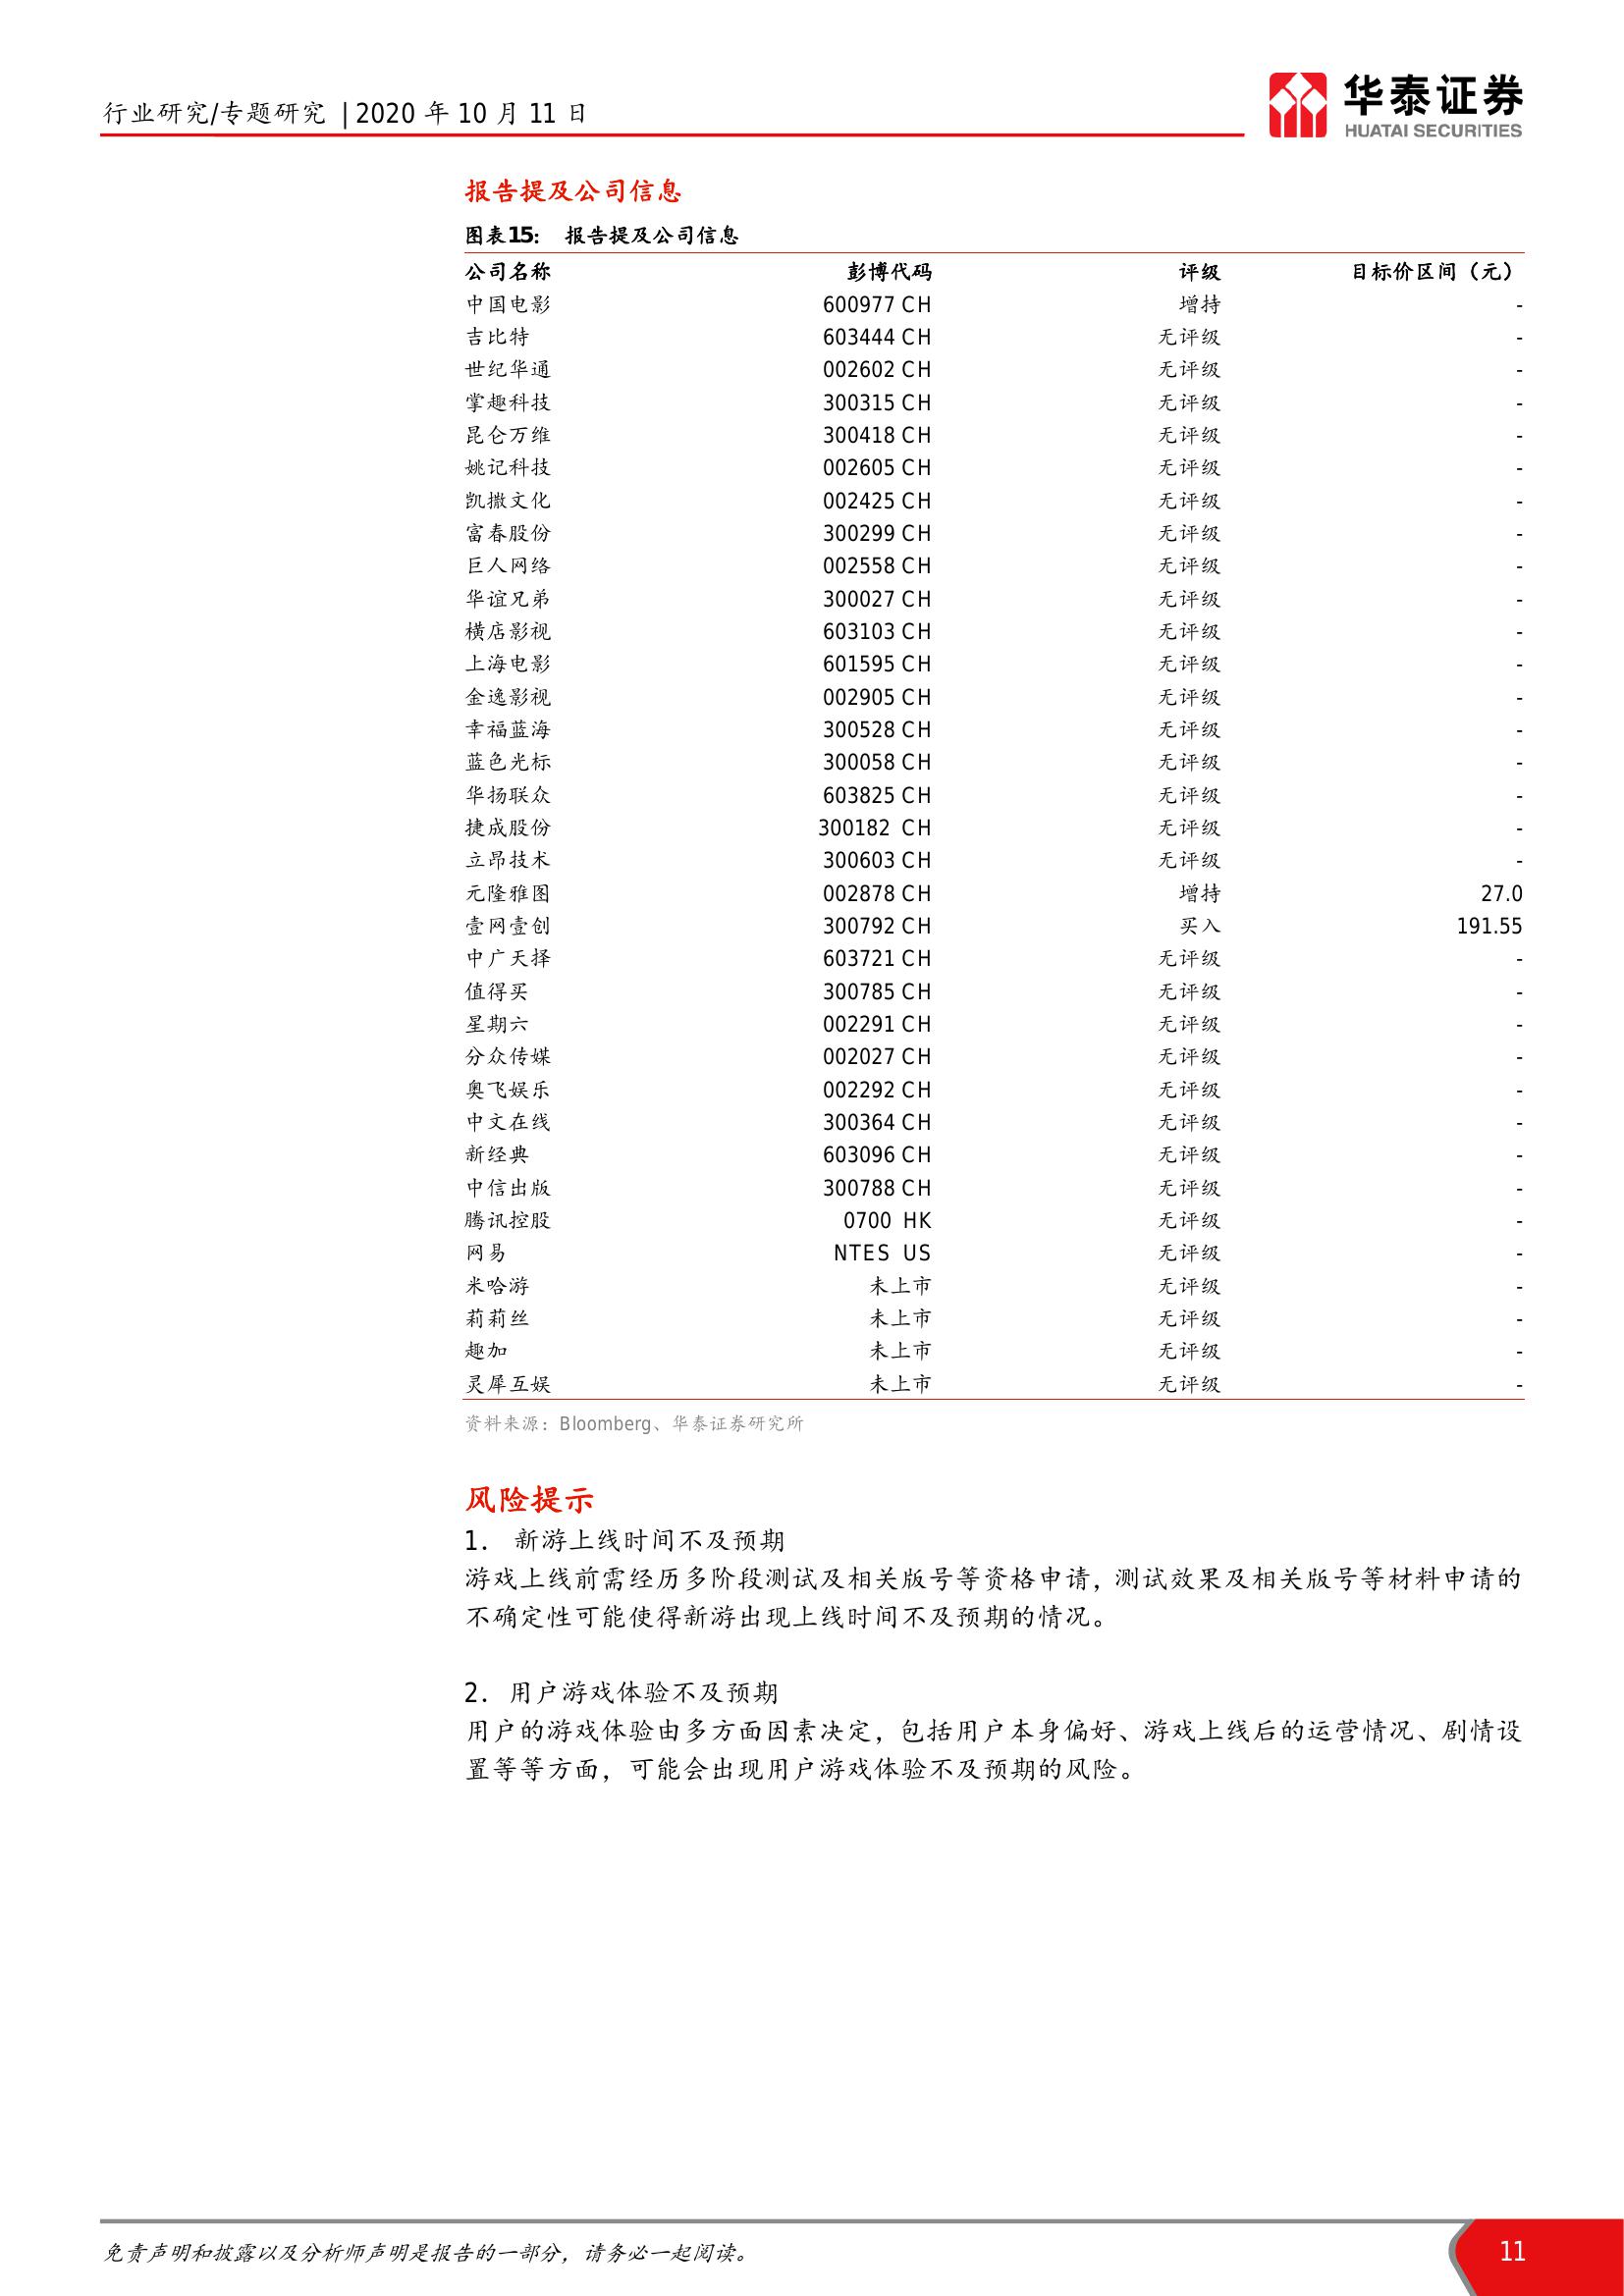 行业研究/专题研究 | 2020 年 10 月 11 日
华泰证券
HUATAI SECURITIES
报告提及公司信息
图表15： 报告提及公司信息
公司名称 彭博代码 评级 目标价区间（元）
中国电影 600977 CH 增持 -
吉比特 603444 CH 无评级 -
世纪华通 002602 CH 无评级 -
掌趣科技 300315 CH 无评级 -
昆仑万维 300418 CH 无评级 -
姚记科技 002605 CH 无评级 -
凯撒文化 002425 CH 无评级 -
富春股份 300299 CH 无评级 -
巨人网络 002558 CH 无评级 -
华谊兄弟 300027 CH 无评级 -
横店影视 603103 CH 无评级 -
上海电影 601595 CH 无评级 -
金逸影视 002905 CH 无评级 -
幸福蓝海 300528 CH 无评级 -
蓝色光标 300058 CH 无评级 -
华扬联众 603825 CH 无评级 -
捷成股份 300182 CH 无评级 -
立昂技术 300603 CH 无评级 -
元隆雅图 002878 CH 增持 27.0
壹网壹创 300792 CH 买入 191.55
中广天择 603721 CH 无评级 -
值得买 300785 CH 无评级 -
星期六 002291 CH 无评级 -
分众传媒 002027 CH 无评级 -
奥飞娱乐 002292 CH 无评级 -
中文在线 300364 CH 无评级 -
新经典 603096 CH 无评级 -
中信出版 300788 CH 无评级 -
腾讯控股 0700 HK 无评级 -
网易 NTES US 无评级 -
米哈游 未上市 无评级 -
莉莉丝 未上市 无评级 -
趣加 未上市 无评级 -
灵犀互娱 未上市 无评级 -
资料来源：Bloomberg、华泰证券研究所
风险提示
1. 新游上线时间不及预期
游戏上线前需经历多阶段测试及相关版号等资格申请，测试效果及相关版号等材料申请的
不确定性可能使得新游出现上线时间不及预期的情况。
2. 用户游戏体验不及预期
用户的游戏体验由多方面因素决定，包括用户本身偏好、游戏上线后的运营情况、剧情设
置等等方面，可能会出现用户游戏体验不及预期的风险。
免责声明和披露以及分析师声明是报告的一部分，请务必一起阅读。
11